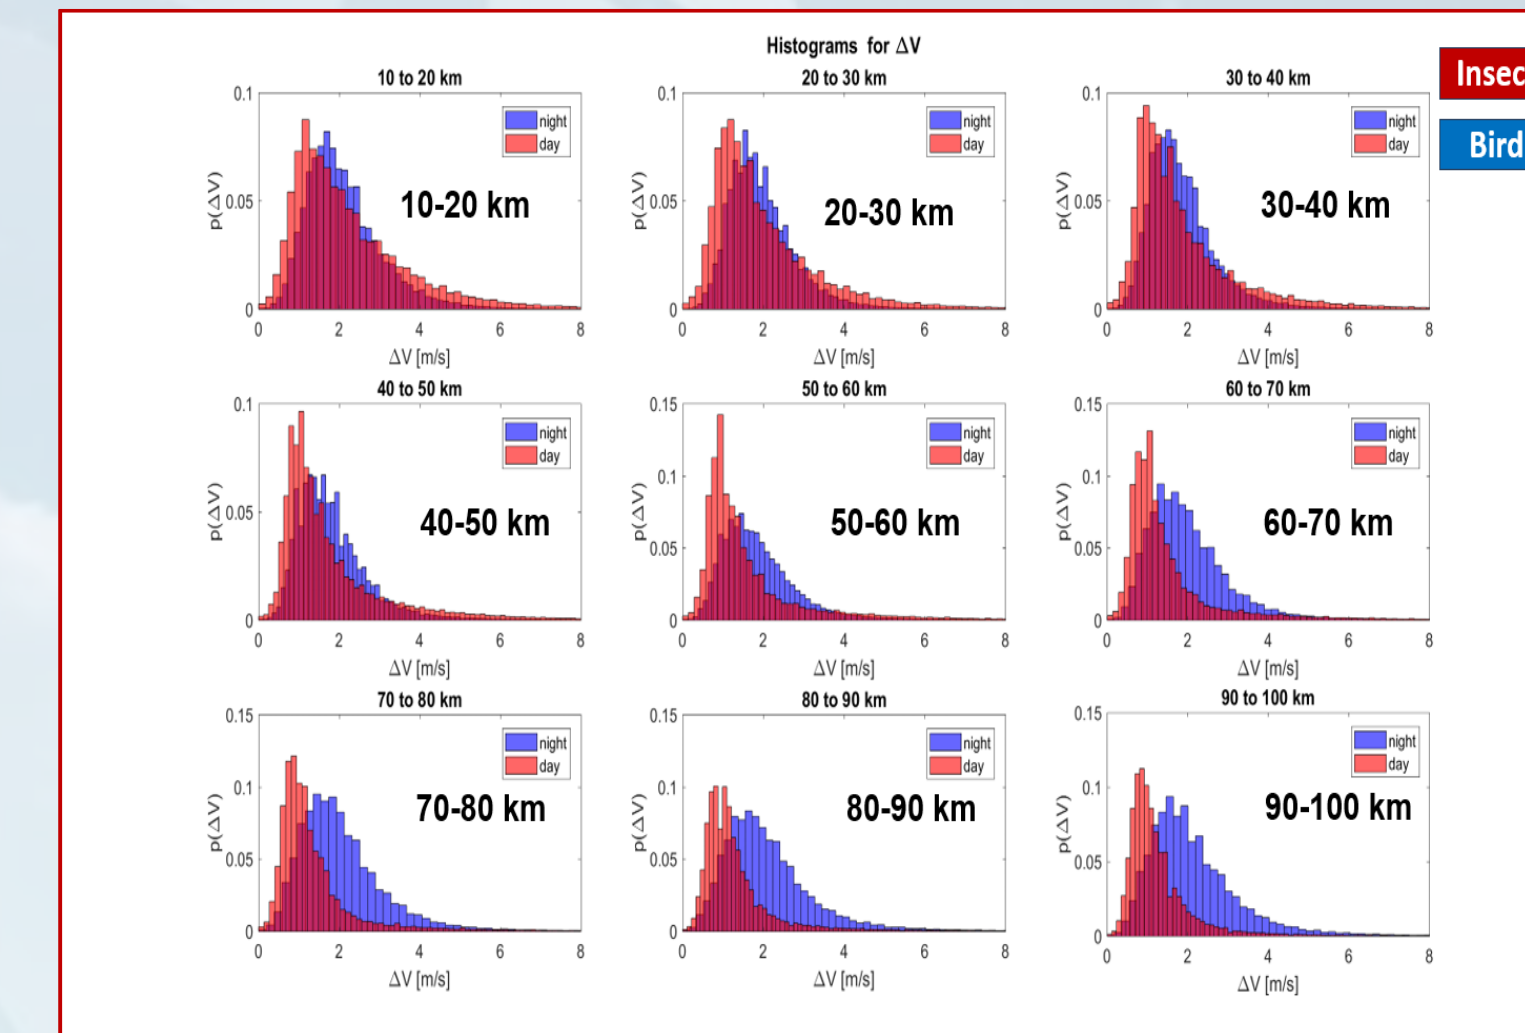 Histograms for ΔV
10 to 20 km
0.1
0.05
0
p(ΔV)
night
day
10-20 km
0 2 4 6 8
ΔV [m/s]
20 to 30 km
0.1
0.05
0
p(ΔV)
night
day
20-30 km
0 2 4 6 8
ΔV [m/s]
30 to 40 km
0.1
0.05
0
p(ΔV)
night
day
30-40 km
0 2 4 6 8
ΔV [m/s]
Insec
Bird
40 to 50 km
0.1
0.05
0
p(ΔV)
night
day
40-50 km
0 2 4 6 8
ΔV [m/s]
50 to 60 km
0.15
0.1
0.05
0
p(ΔV)
night
day
50-60 km
0 2 4 6 8
ΔV [m/s]
60 to 70 km
0.15
0.1
0.05
0
p(ΔV)
night
day
60-70 km
0 2 4 6 8
ΔV [m/s]
70 to 80 km
0.15
0.1
0.05
0
p(ΔV)
night
day
70-80 km
0 2 4 6 8
ΔV [m/s]
80 to 90 km
0.15
0.1
0.05
0
p(ΔV)
night
day
80-90 km
0 2 4 6 8
ΔV [m/s]
90 to 100 km
0.15
0.1
0.05
0
p(ΔV)
night
day
90-100 km
0 2 4 6 8
ΔV [m/s]